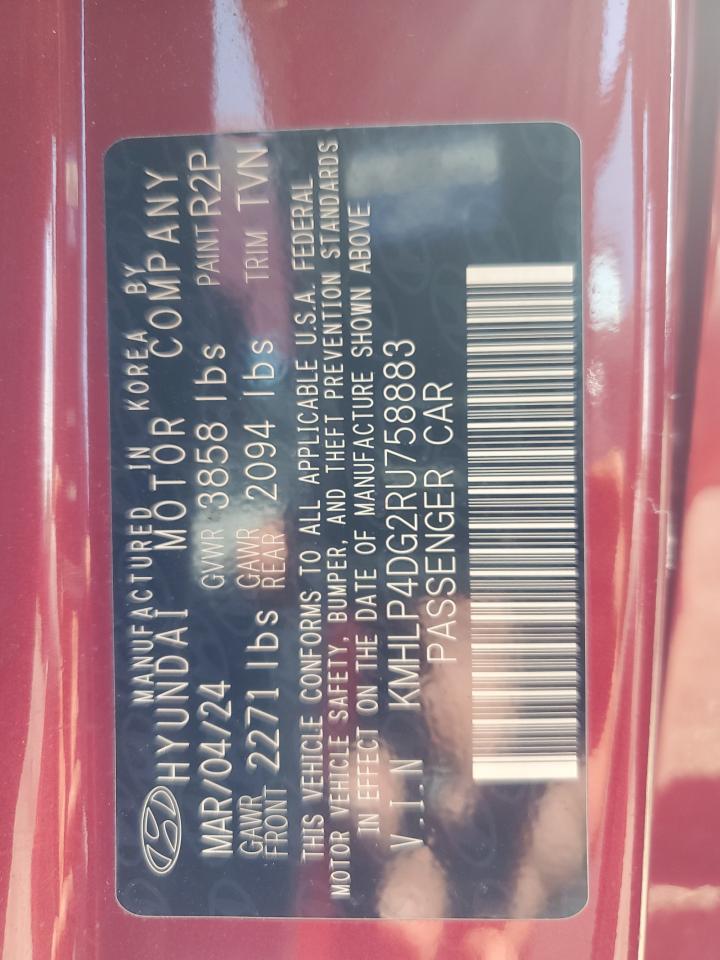 MANUFACTURED IN KOREA BY
HYUNDAI MOTOR COMPANY
MAR/04/24 GVWR 3858 lbs PAINT R2P
GAWR FRONT 2271 lbs GAWR REAR 2094 lbs TRIM TVN
THIS VEHICLE CONFORMS TO ALL APPLICABLE U.S.A. FEDERAL
MOTOR VEHICLE SAFETY, BUMPER, AND THEFT PREVENTION STANDARDS
IN EFFECT ON THE DATE OF MANUFACTURE SHOWN ABOVE
V.I.N KMHLP4DG2RU758883
PASSENGER CAR